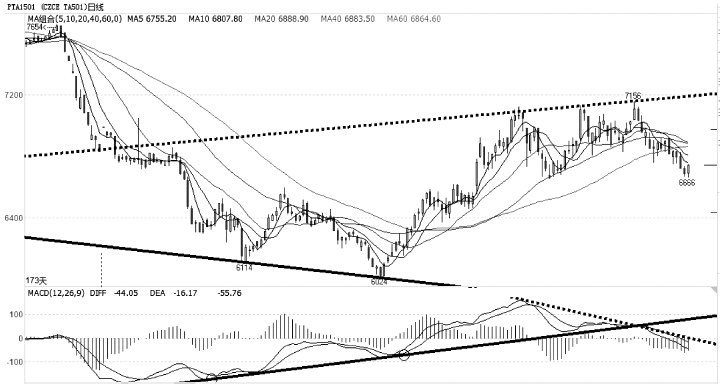 PTA1501 (CZCE TA501)日线
MA组合(5,10,20,40,60,0) MA5 6755.20 MA10 6807.80 MA20 6888.90 MA40 6883.50 MA60 6864.60
7654
7200
7156
6666
6400
6114
6024
173天
MACD(12,26,9) DIFF -44.05 DEA -16.17 -55.76
100
0
-100